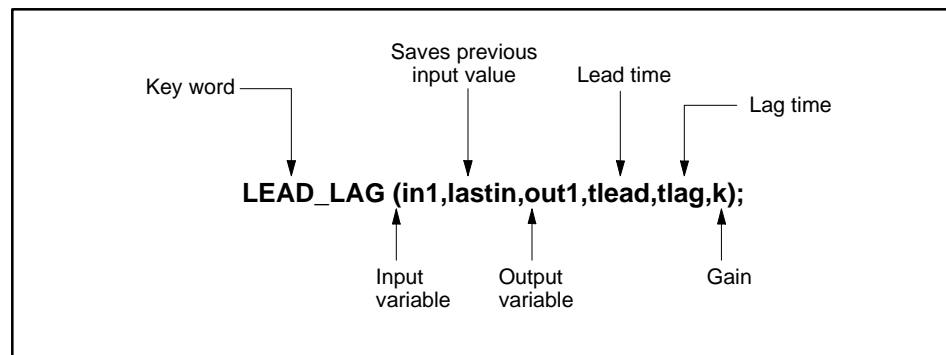 Saves previous
input value
Lead time
Key word
Lag time
LEAD_LAG (in1,lastin,out1,tlead,tlag,k);
Input
variable
Output
variable
Gain